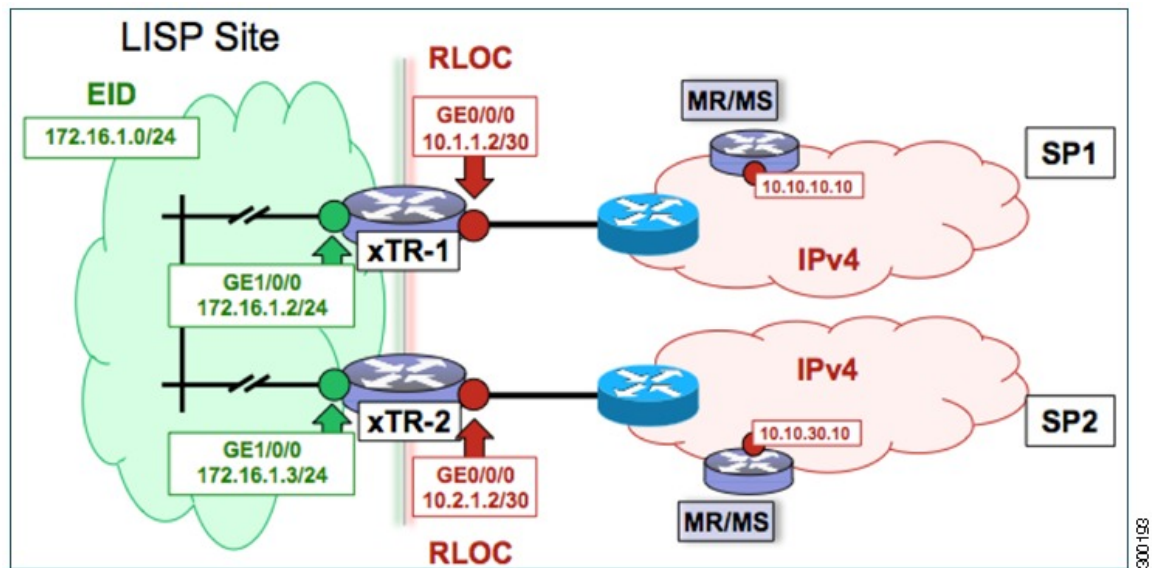 LISP Site
EID
172.16.1.0/24
RLOC
GE0/0/0
10.1.1.2/30
MR/MS
10.10.10.10
SP1
IPv4
xTR-1
GE1/0/0
172.16.1.2/24
xTR-2
GE1/0/0
172.16.1.3/24
GE0/0/0
10.2.1.2/30
RLOC
IPv4
10.10.30.10
SP2
MR/MS
300193